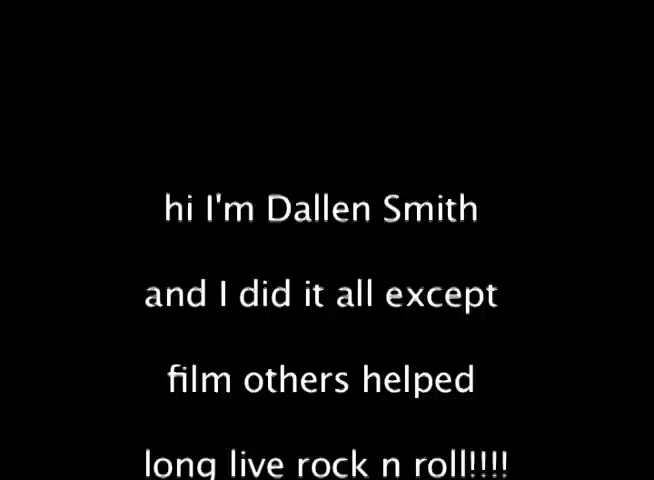 hi I'm Dallen Smith
and I did it all except
film others helped
long live rock n roll!!!!